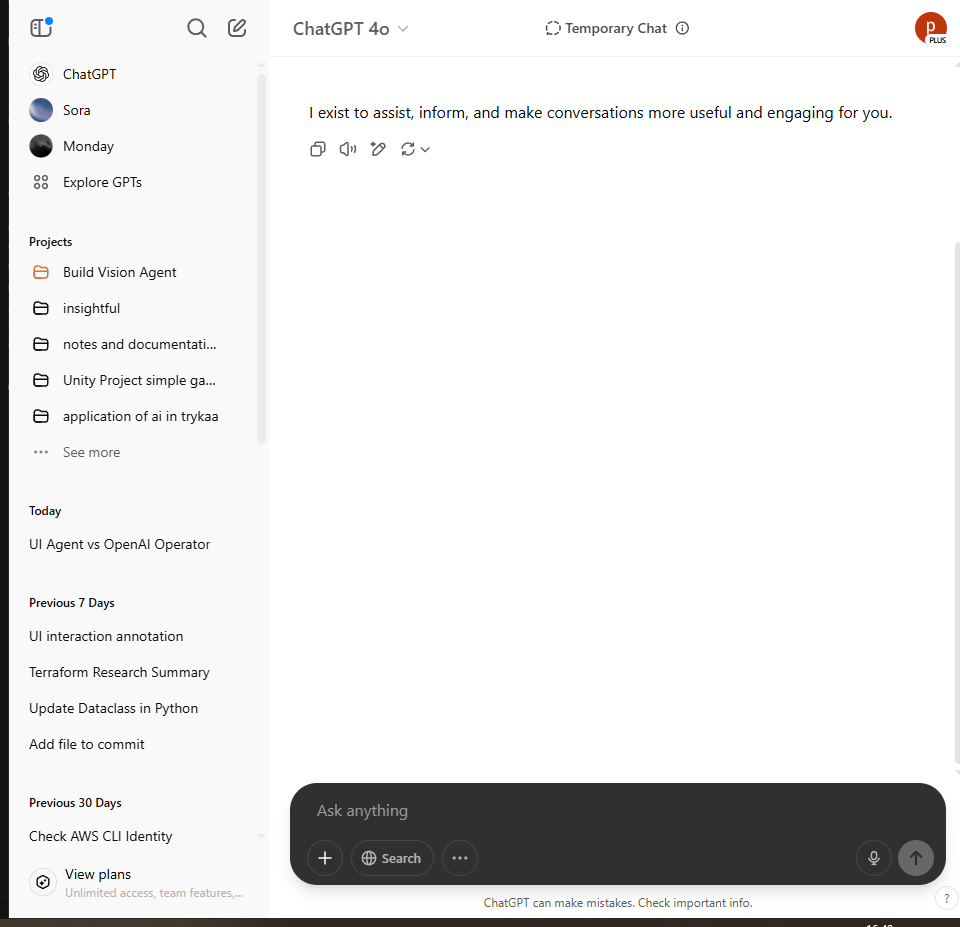 ChatGPT 4o
Temporary Chat
p
PLUS
ChatGPT
Sora
Monday
Explore GPTs
Projects
Build Vision Agent
insightful
notes and documentati...
Unity Project simple ga...
application of ai in trykaa
See more
Today
UI Agent vs OpenAI Operator
Previous 7 Days
UI interaction annotation
Terraform Research Summary
Update Dataclass in Python
Add file to commit
Previous 30 Days
Check AWS CLI Identity
View plans
Unlimited access, team features,...
I exist to assist, inform, and make conversations more useful and engaging for you.
Ask anything
Search
ChatGPT can make mistakes. Check important info.
?